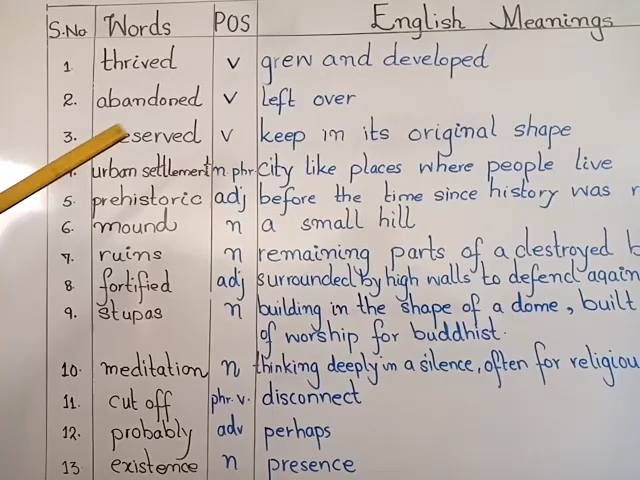 S.No Words POS English Meanings
1. thrived v grew and developed
2. abandoned v left over
3. eserved v keep in its original shape
4. urban settlement n phr. city like places where people live
5. prehistoric adj before the time since history was
6. mound n a small hill
7. ruins n remaining parts of a destroyed
8. fortified adj surrounded by high walls to defend again
9. stupas n building in the shape of a dome, built
of worship for buddhist.
10. meditation n thinking deeply in a silence, often for religiou
11. cut off phr. v. disconnect
12. probably adv perhaps
13. existence n presence